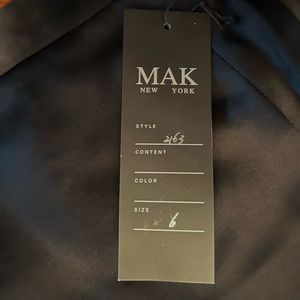 MAK
NEW YORK
STYLE
2163
CONTENT
COLOR
SIZE
6